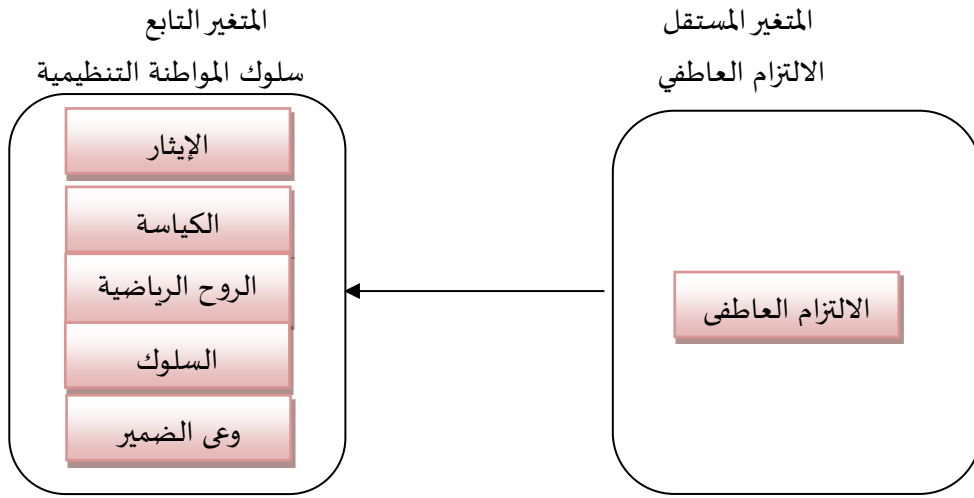 المتغير المستقل
الالتزام العاطفي
الالتزام العاطفى
المتغير التابع
سلوك المواطنة التنظيمية
الإيثار
الكياسة
الروح الرياضية
السلوك
وعى الضمير